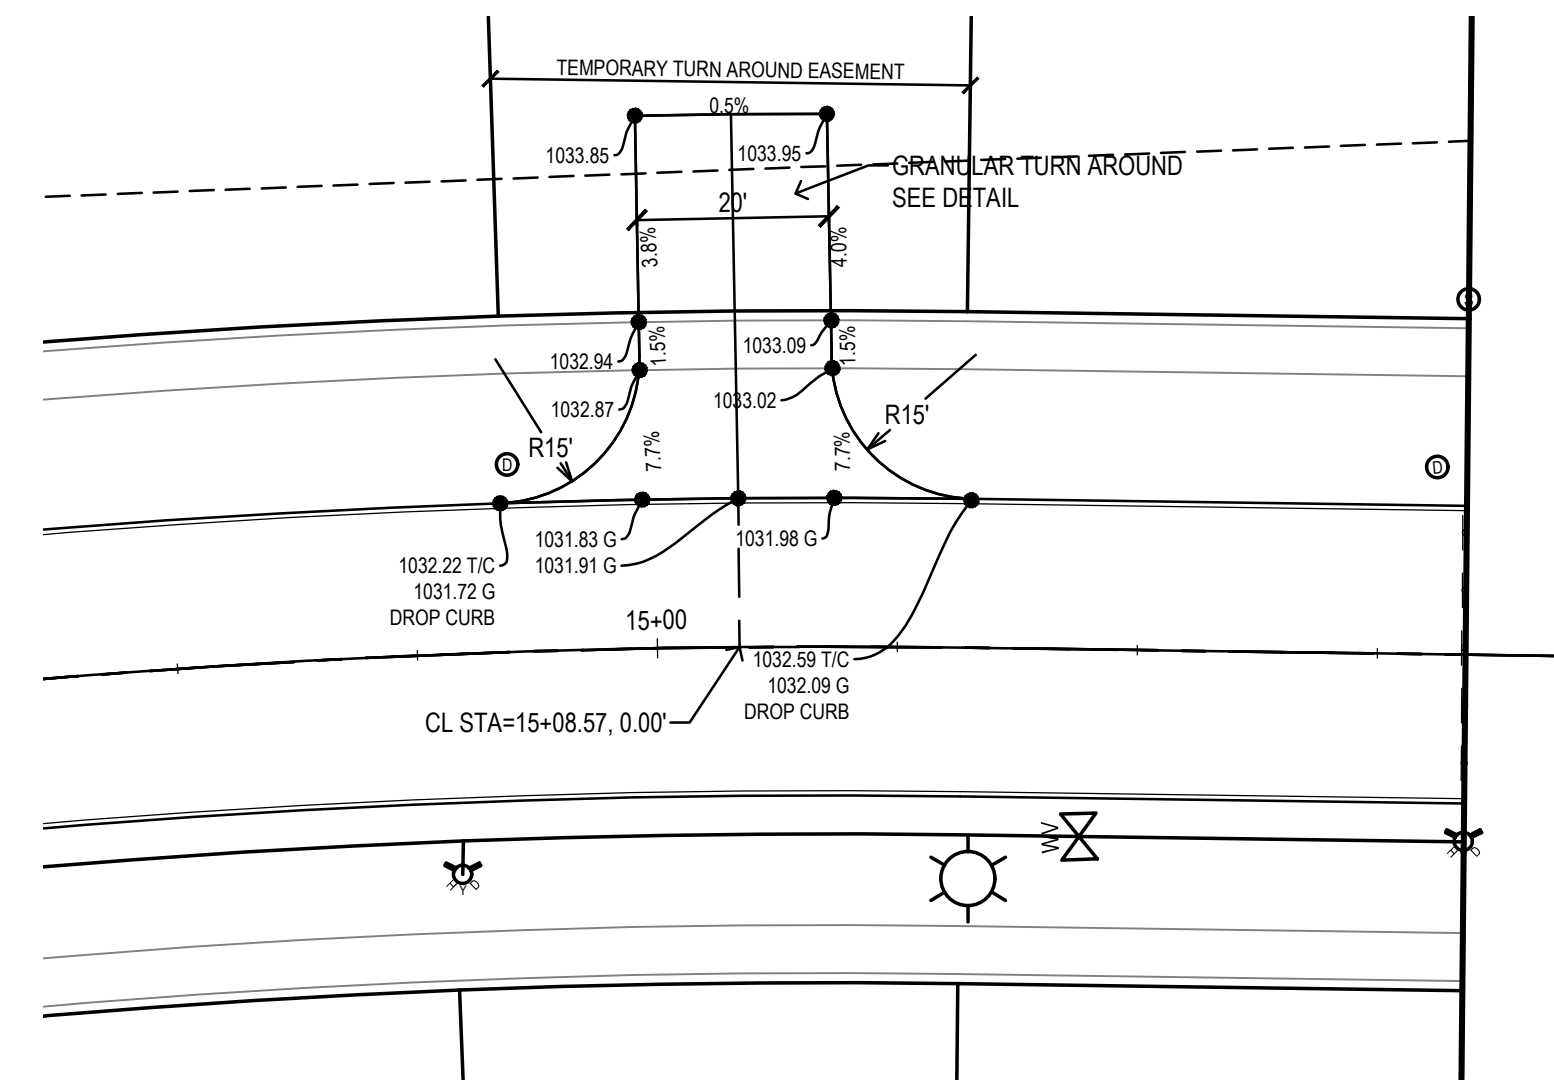 TEMPORARY TURN AROUND EASEMENT
0.5%
1033.85
1033.95
GRANULAR TURN AROUND
SEE DETAIL
20'
3.8%
4.0%
1032.94
1.5%
1033.09
1.5%
1032.87
1033.02
R15'
R15'
7.7%
7.7%
D
D
S
1031.83 G
1031.91 G
1031.98 G
1032.22 T/C
1031.72 G
DROP CURB
15+00
1032.59 T/C
1032.09 G
DROP CURB
CL STA=15+08.57, 0.00'
WV
HYD
HYD